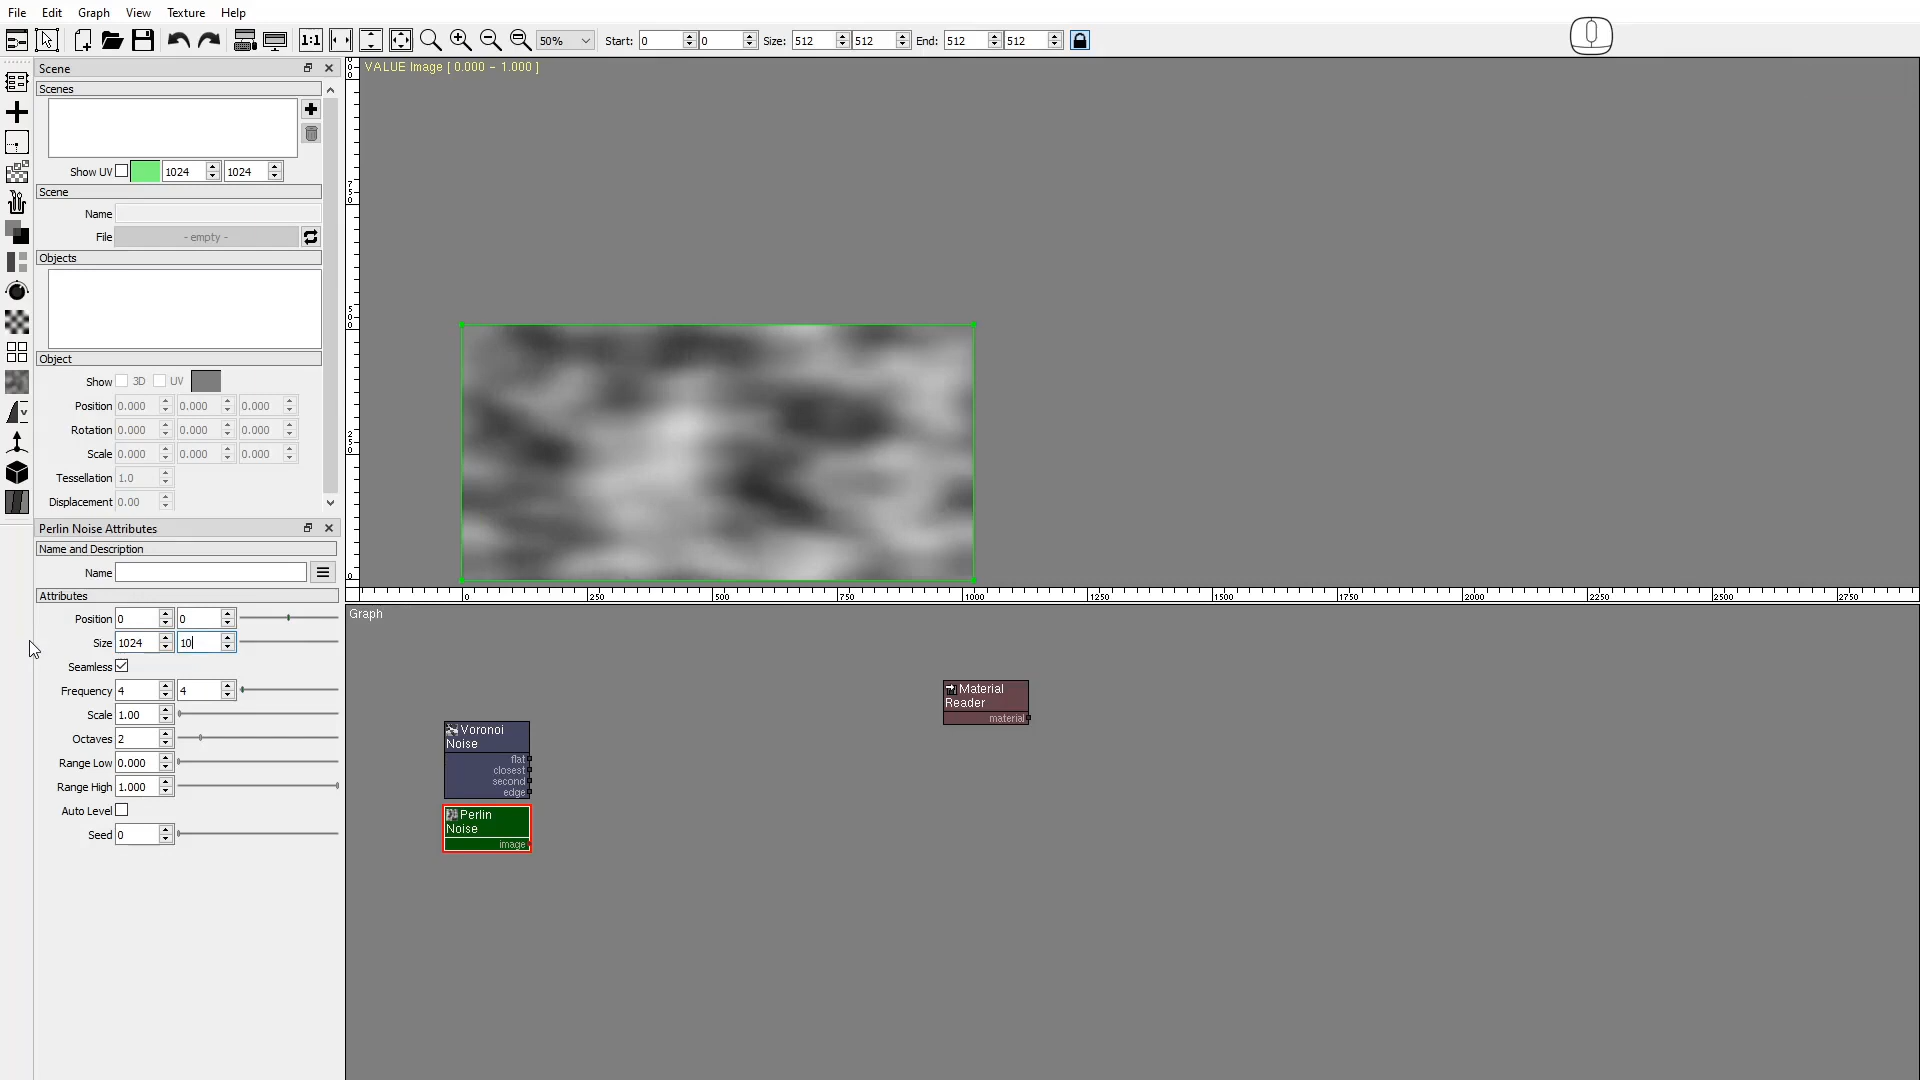 File Edit Graph View Texture Help
1:1 50% Start: 0 0 Size: 512 512 End: 512 512
Scene
Scenes
Show UV 1024 1024
Scene
Name
File - empty -
Objects
Object
Show 3D UV
Position 0.000 0.000 0.000
Rotation 0.000 0.000 0.000
Scale 0.000 0.000 0.000
Tessellation 1.0
Displacement 0.00
Perlin Noise Attributes
Name and Description
Name
Attributes
Position 0 0
Size 1024 10
Seamless
Frequency 4 4
Scale 1.00
Octaves 2
Range Low 0.000
Range High 1.000
Auto Level
Seed 0
VALUE Image [ 0.000 - 1.000 ]
750
500
250
0
0 250 500 750 1000 1250 1500 1750 2000 2250 2500 2750
Graph
Material
Reader
material
Voronoi
Noise
flat
closest
second
edge
Perlin
Noise
image